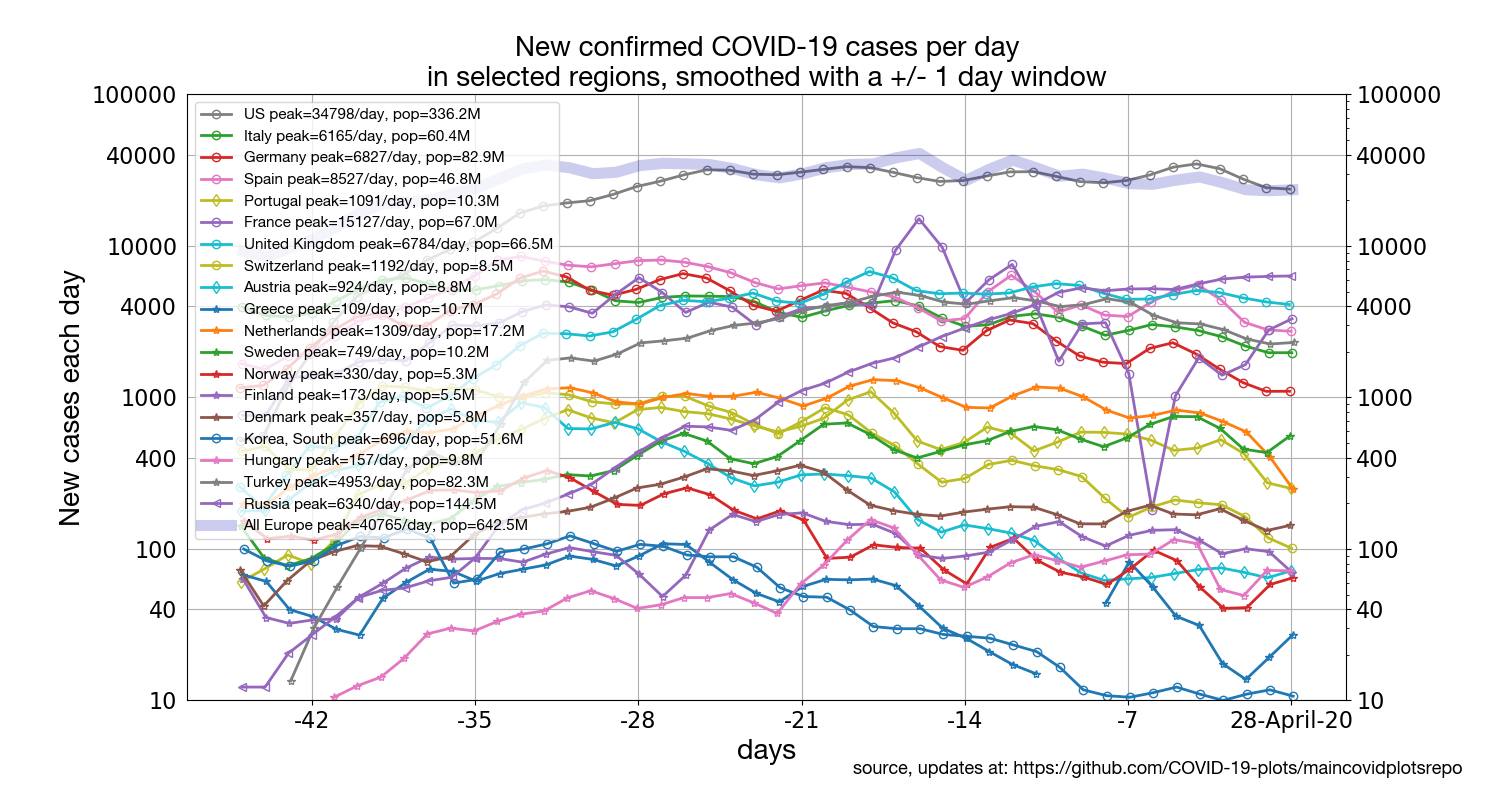 New confirmed COVID-19 cases per day
in selected regions, smoothed with a +/- 1 day window
New cases each day
100000
40000
10000
4000
1000
400
100
40
10
US peak=34798/day, pop=336.2M
Italy peak=6165/day, pop=60.4M
Germany peak=6827/day, pop=82.9M
Spain peak=8527/day, pop=46.8M
Portugal peak=1091/day, pop=10.3M
France peak=15127/day, pop=67.0M
United Kingdom peak=6784/day, pop=66.5M
Switzerland peak=1192/day, pop=8.5M
Austria peak=924/day, pop=8.8M
Greece peak=109/day, pop=10.7M
Netherlands peak=1309/day, pop=17.2M
Sweden peak=749/day, pop=10.2M
Norway peak=330/day, pop=5.3M
Finland peak=173/day, pop=5.5M
Denmark peak=357/day, pop=5.8M
Korea, South peak=696/day, pop=51.6M
Hungary peak=157/day, pop=9.8M
Turkey peak=4953/day, pop=82.3M
Russia peak=6340/day, pop=144.5M
All Europe peak=40765/day, pop=642.5M
100000
40000
10000
4000
1000
400
100
40
10
-42 -35 -28 -21 -14 -7 28-April-20
days
source, updates at: https://github.com/COVID-19-plots/maincovidplotsrepo